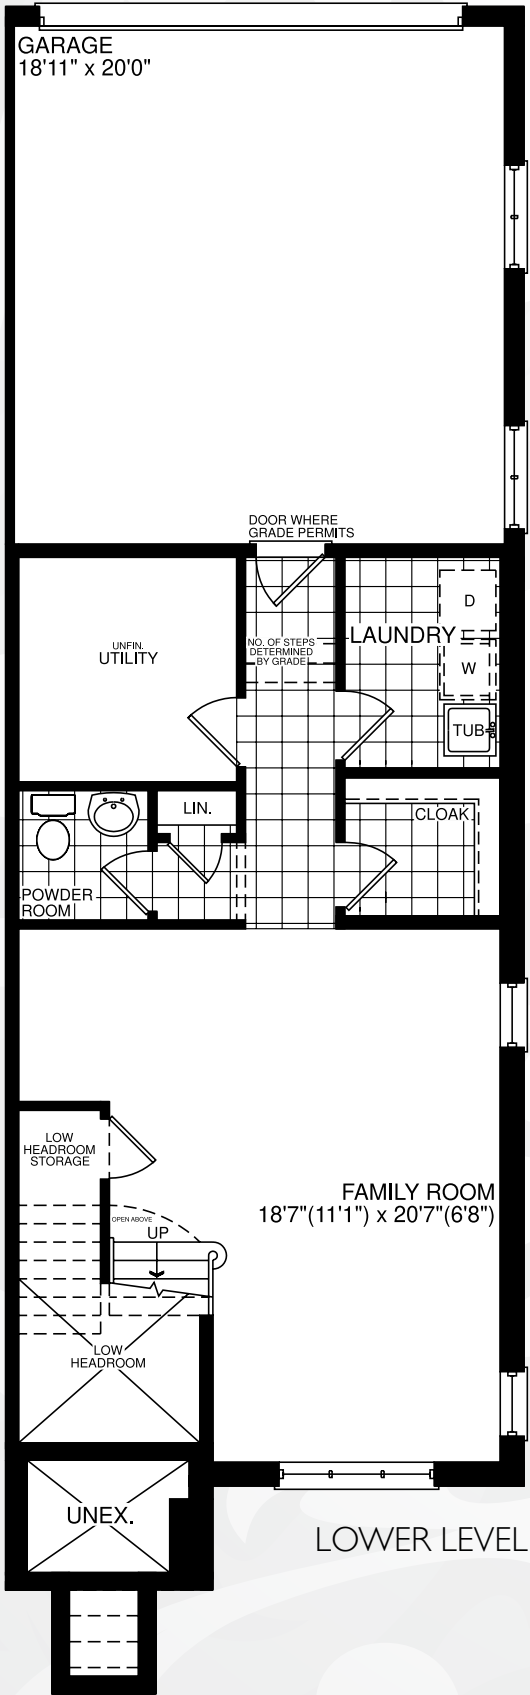 GARAGE
18'11" x 20'0"
DOOR WHERE
GRADE PERMITS
UNFIN.
UTILITY
NO. OF STEPS
DETERMINED
BY GRADE
LAUNDRY
D
W
TUB
LIN.
CLOAK
POWDER
ROOM
LOW
HEADROOM
STORAGE
FAMILY ROOM
18'7"(11'1") x 20'7"(6'8")
OPEN ABOVE
UP
LOW
HEADROOM
UNEX.
LOWER LEVEL